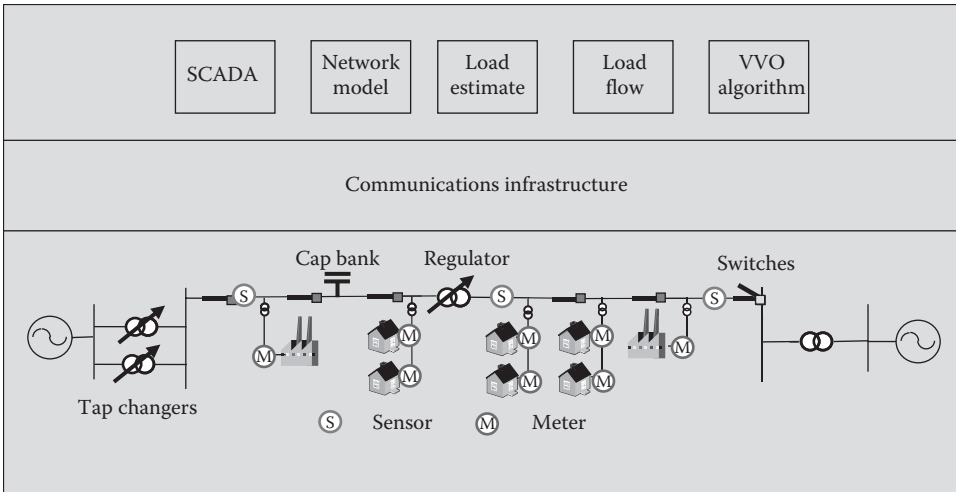 SCADA
Network
model
Load
estimate
Load
flow
VVO
algorithm
Communications infrastructure
Cap bank
Regulator
Switches
S
S
S
M
M
M
M
M
M
M
M
Tap changers
S Sensor
M Meter